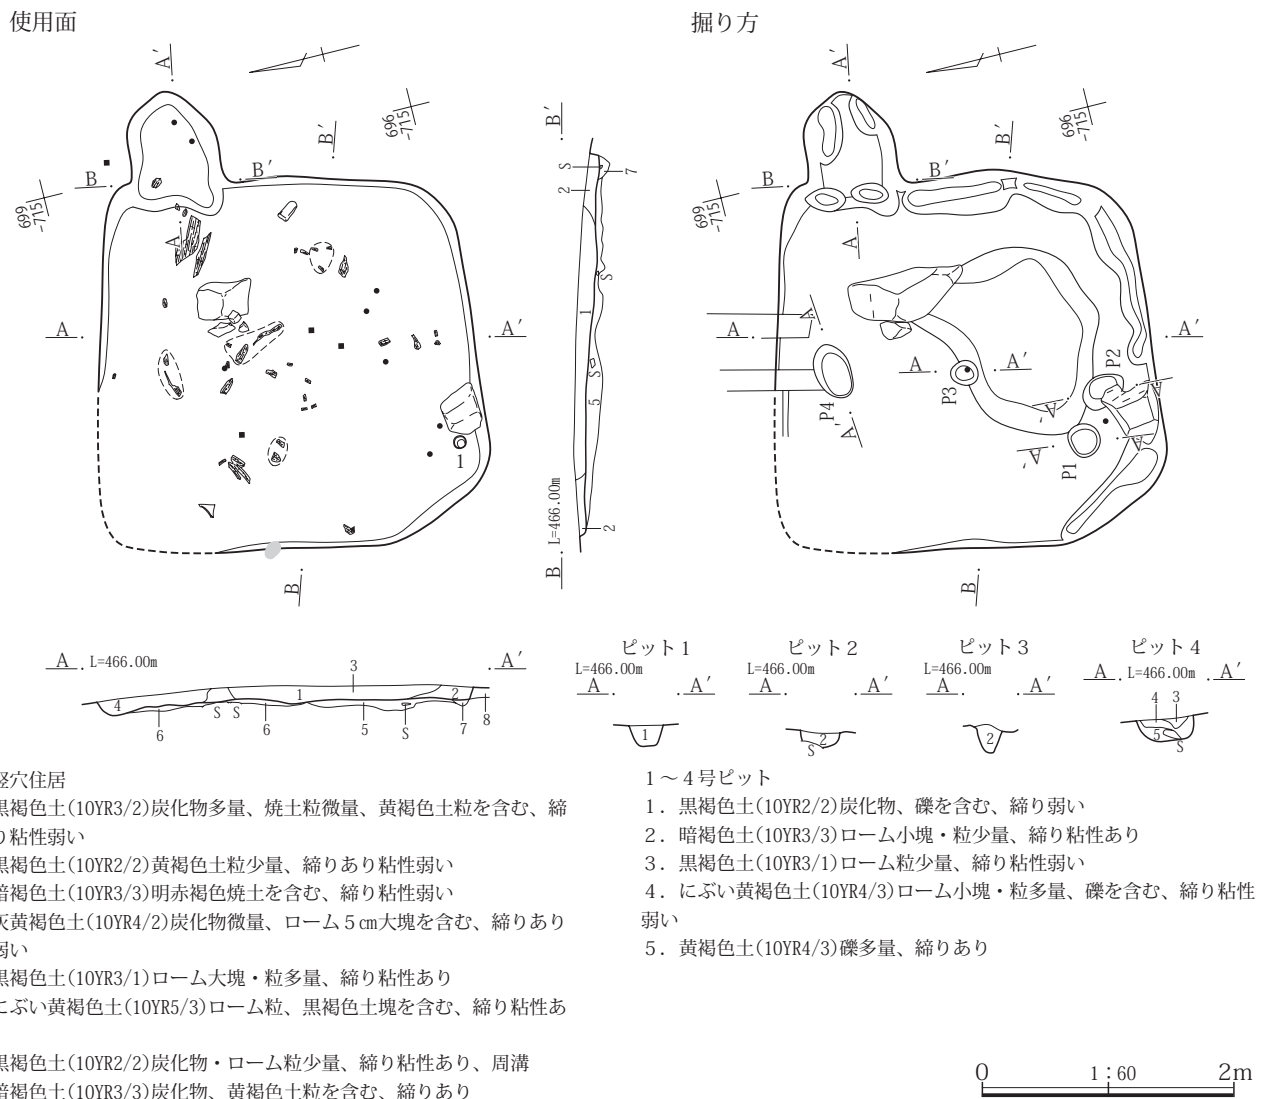 使用面
掘り方
A′
A′
696
-715
696
-715
B′
B′
B′
B
B′
B
B′
699
-715
699
-715
A
A
S
7
2
S
1
S
5
2
L=466.00m
B
A
A′
A
A′
A
A
A′
P3
P2
A
P4
A′
A′
A
A′
P1
1
B
B
A
L=466.00m
A′
3
1
2
4
S
S
6
6
5
S
7
8
ピット1
ピット2
ピット3
ピット4
L=466.00m
L=466.00m
L=466.00m
L=466.00m
A
A′
A
A′
A
A′
A
A′
1
2
S
2
4
3
5
S
穴住居
黒褐色土(10YR3/2)炭化物多量、焼土粒微量、黄褐色土粒を含む、締
り粘性弱い
黒褐色土(10YR2/2)黄褐色土粒少量、締りあり粘性弱い
暗褐色土(10YR3/3)明赤褐色焼土を含む、締り粘性弱い
灰黄褐色土(10YR4/2)炭化物微量、ローム5㎝大塊を含む、締りあり
弱い
黒褐色土(10YR3/1)ローム大塊・粒多量、締り粘性あり
にぶい黄褐色土(10YR5/3)ローム粒、黒褐色土塊を含む、締り粘性あ
黒褐色土(10YR2/2)炭化物・ローム粒少量、締り粘性あり、周溝
暗褐色土(10YR3/3)炭化物、黄褐色土粒を含む、締りあり
1～4号ピット
1．黒褐色土(10YR2/2)炭化物、礫を含む、締り弱い
2．暗褐色土(10YR3/3)ローム小塊・粒少量、締り粘性あり
3．黒褐色土(10YR3/1)ローム粒少量、締り粘性弱い
4．にぶい黄褐色土(10YR4/3)ローム小塊・粒多量、礫を含む、締り粘性
弱い
5．黄褐色土(10YR4/3)礫多量、締りあり
0
1：60
2m